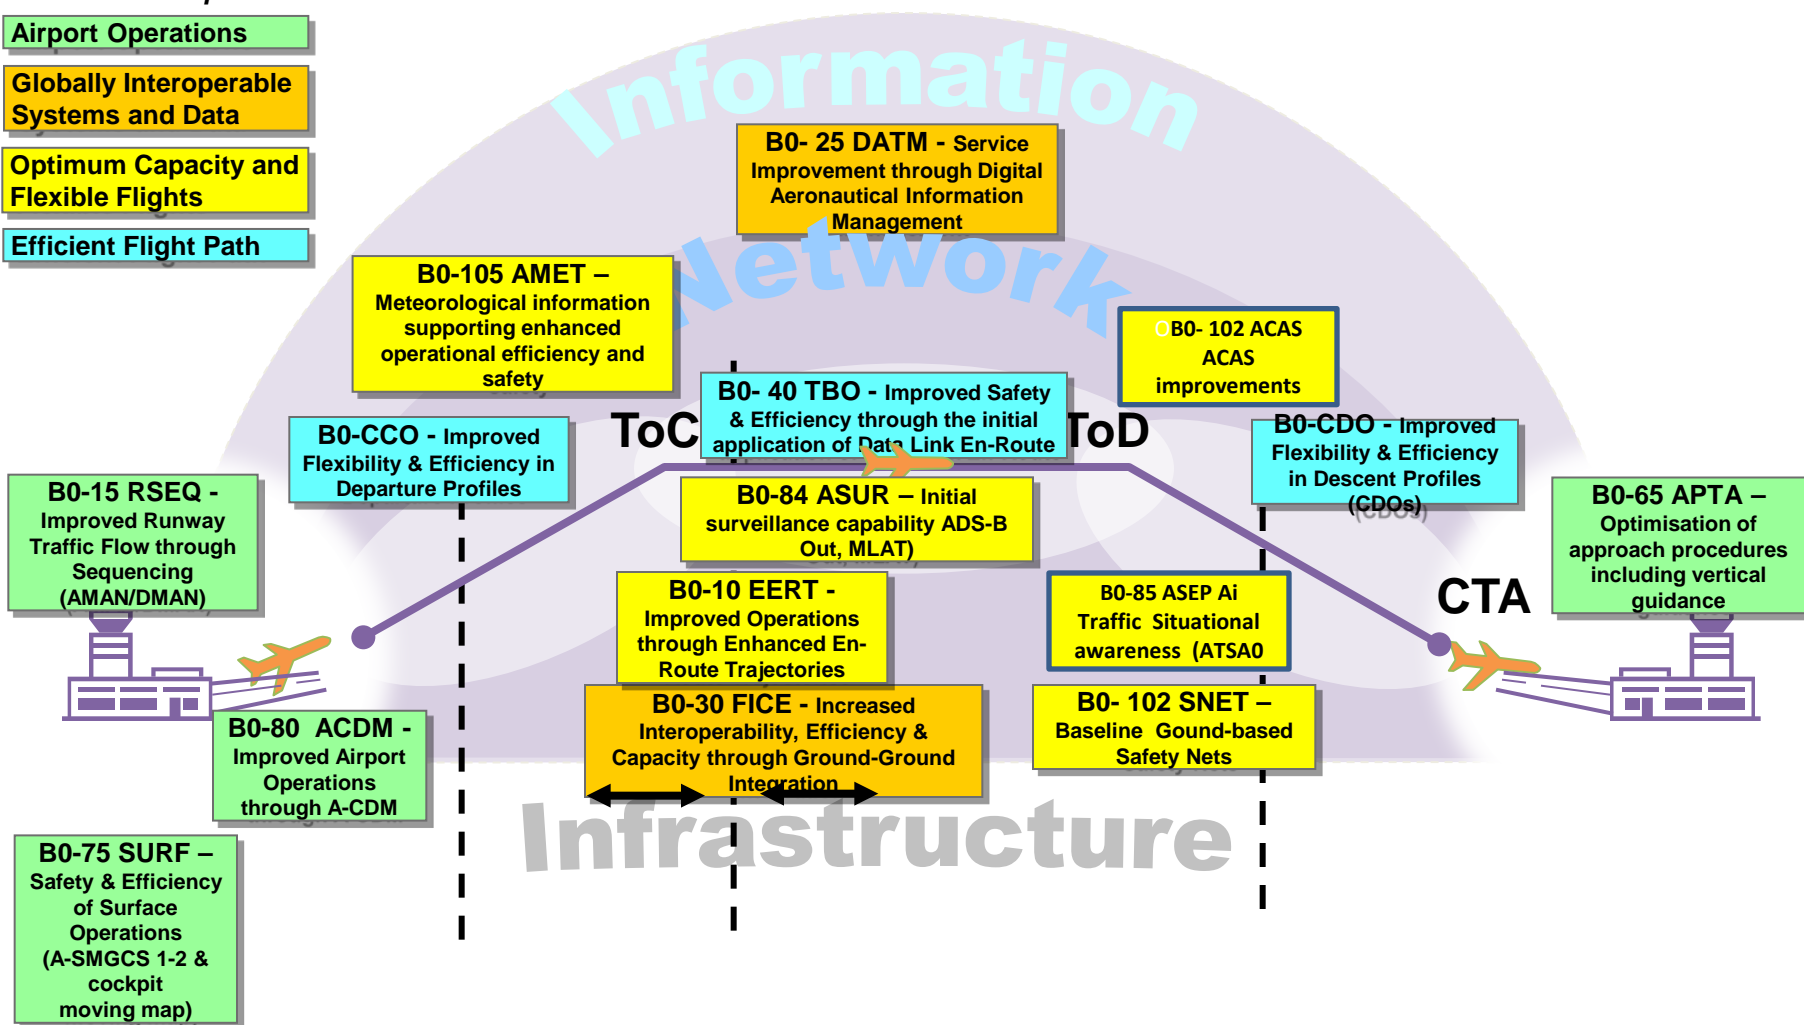 Airport Operations
Globally Interoperable
Systems and Data
Optimum Capacity and
Flexible Flights
Efficient Flight Path
Information
B0- 25 DATM - Service
Improvement through Digital
Aeronautical Information
Management
Network
B0-105 AMET –
Meteorological information
supporting enhanced
operational efficiency and
safety
OB0- 102 ACAS
ACAS
improvements
ToC
B0- 40 TBO - Improved Safety
& Efficiency through the initial
application of Data Link En-Route
ToD
B0-CCO - Improved
Flexibility & Efficiency in
Departure Profiles
B0-CDO - Improved
Flexibility & Efficiency
in Descent Profiles
(CDOs)
B0-15 RSEQ -
Improved Runway
Traffic Flow through
Sequencing
(AMAN/DMAN)
B0-84 ASUR – Initial
surveillance capability ADS-B
Out, MLAT)
B0-65 APTA –
Optimisation of
approach procedures
including vertical
guidance
B0-10 EERT -
Improved Operations
through Enhanced En-
Route Trajectories
B0-85 ASEP Ai
Traffic Situational
awareness (ATSA0
CTA
B0-30 FICE - Increased
Interoperability, Efficiency &
Capacity through Ground-Ground
Integration
B0- 102 SNET –
Baseline Gound-based
Safety Nets
B0-80 ACDM -
Improved Airport
Operations
through A-CDM
Infrastructure
B0-75 SURF –
Safety & Efficiency
of Surface
Operations
(A-SMGCS 1-2 &
cockpit
moving map)